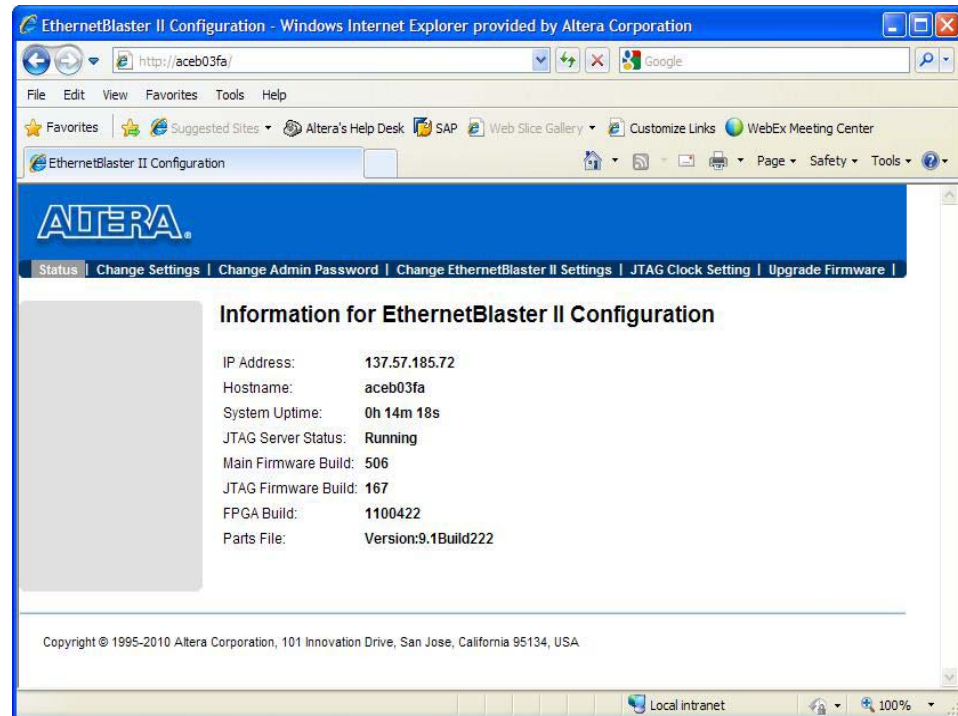 EthernetBlaster II Configuration - Windows Internet Explorer provided by Altera Corporation
http://aceb03fa/
Google
File Edit View Favorites Tools Help
Favorites Suggested Sites Altera's Help Desk SAP Web Slice Gallery Customize Links WebEx Meeting Center
EthernetBlaster II Configuration Page Safety Tools
ALTERA.
Status | Change Settings | Change Admin Password | Change EthernetBlaster II Settings | JTAG Clock Setting | Upgrade Firmware |
Information for EthernetBlaster II Configuration
IP Address: 137.57.185.72
Hostname: aceb03fa
System Uptime: 0h 14m 18s
JTAG Server Status: Running
Main Firmware Build: 506
JTAG Firmware Build: 167
FPGA Build: 1100422
Parts File: Version:9.1Build222
Copyright © 1995-2010 Altera Corporation, 101 Innovation Drive, San Jose, California 95134, USA
Local intranet 100%